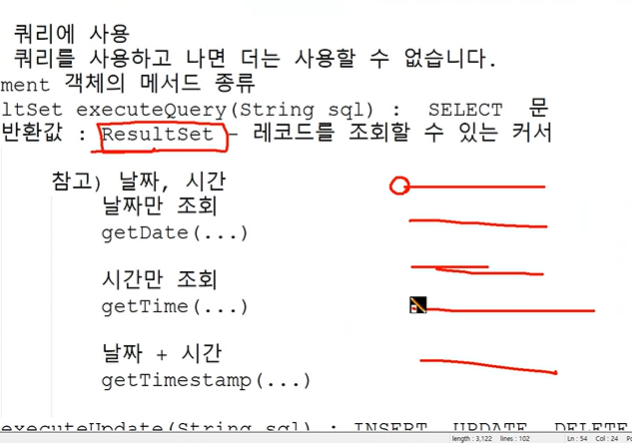 쿼리에 사용
쿼리를 사용하고 나면 더는 사용할 수 없습니다.
ment 객체의 메서드 종류
ltSet executeQuery(String sql) : SELECT 문
반환값 : ResultSet - 레코드를 조회할 수 있는 커서
참고) 날짜, 시간
날짜만 조회
getDate(...)
시간만 조회
getTime(...)
날짜 + 시간
getTimestamp(...)
executeUpdate(String sql) : INSERT, UPDATE, DELETE
length : 3,122 lines : 102 Ln : 54 Col : 24 Po